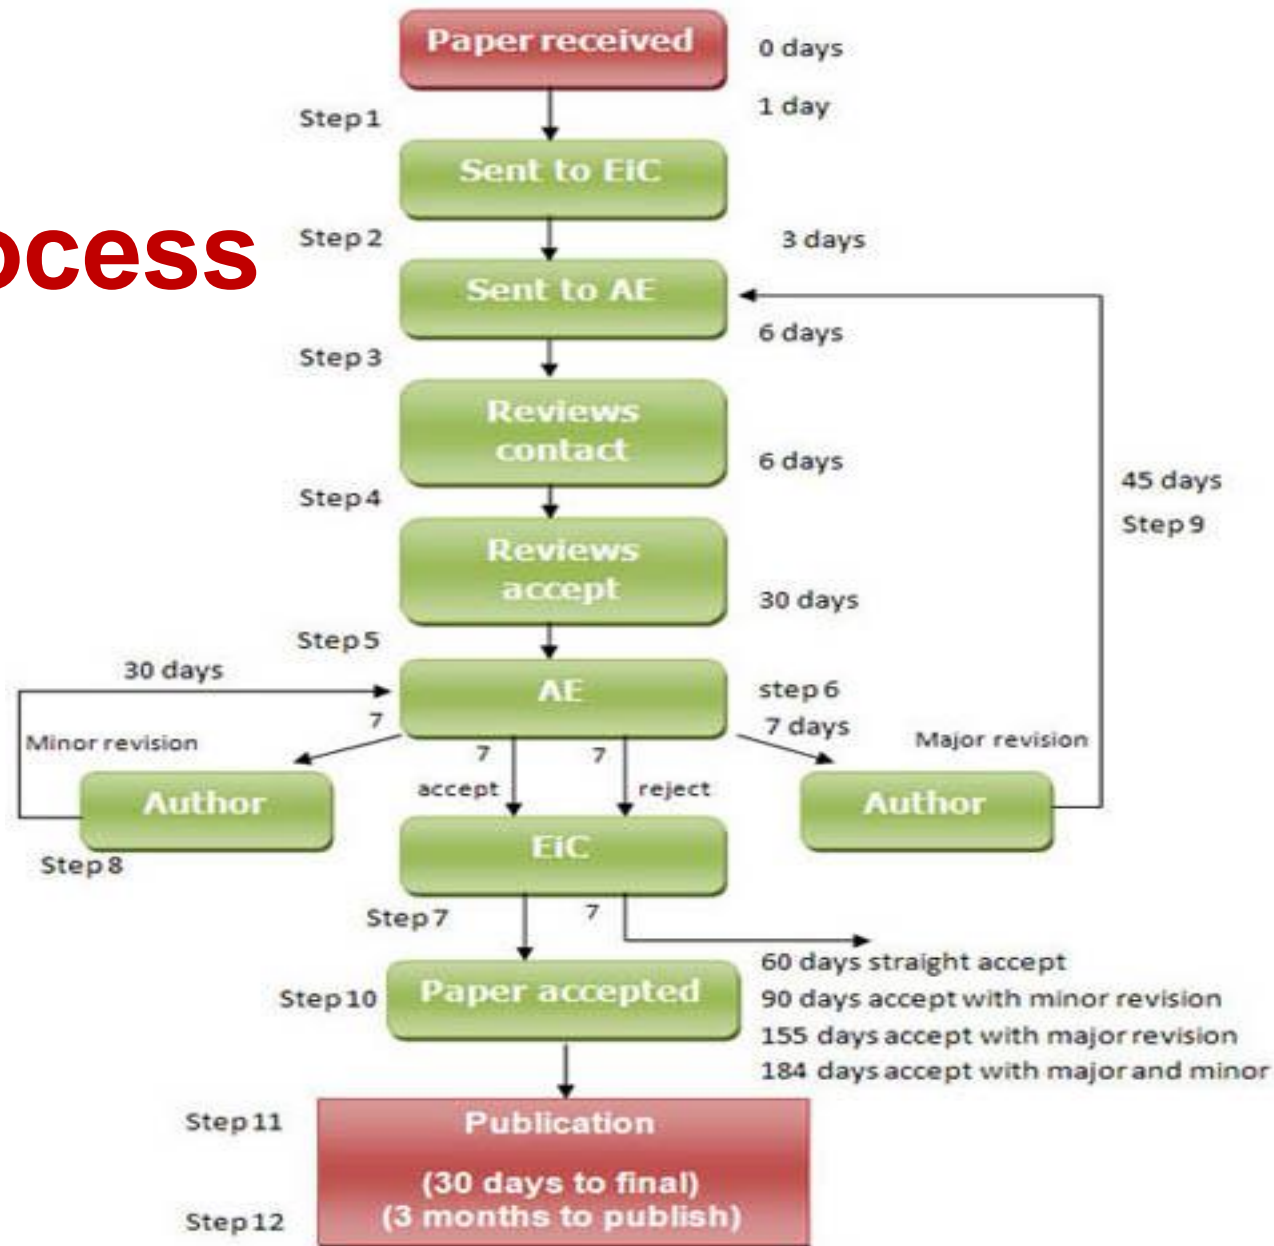 Paper received
0 days
1 day
Step 1
Sent to EiC
ocess
Step 2
3 days
Sent to AE
6 days
Step 3
Reviews
contact
6 days
45 days
Step 4
Step 9
Reviews
accept
30 days
Step 5
30 days
AE
step 6
7
7 days
Minor revision
7
7
Major revision
accept
reject
Author
Author
EiC
Step 8
Step 7
7
60 days straight accept
Step 10
Paper accepted
90 days accept with minor revision
155 days accept with major revision
184 days accept with major and minor
Step 11
Publication
(30 days to final)
(3 months to publish)
Step 12